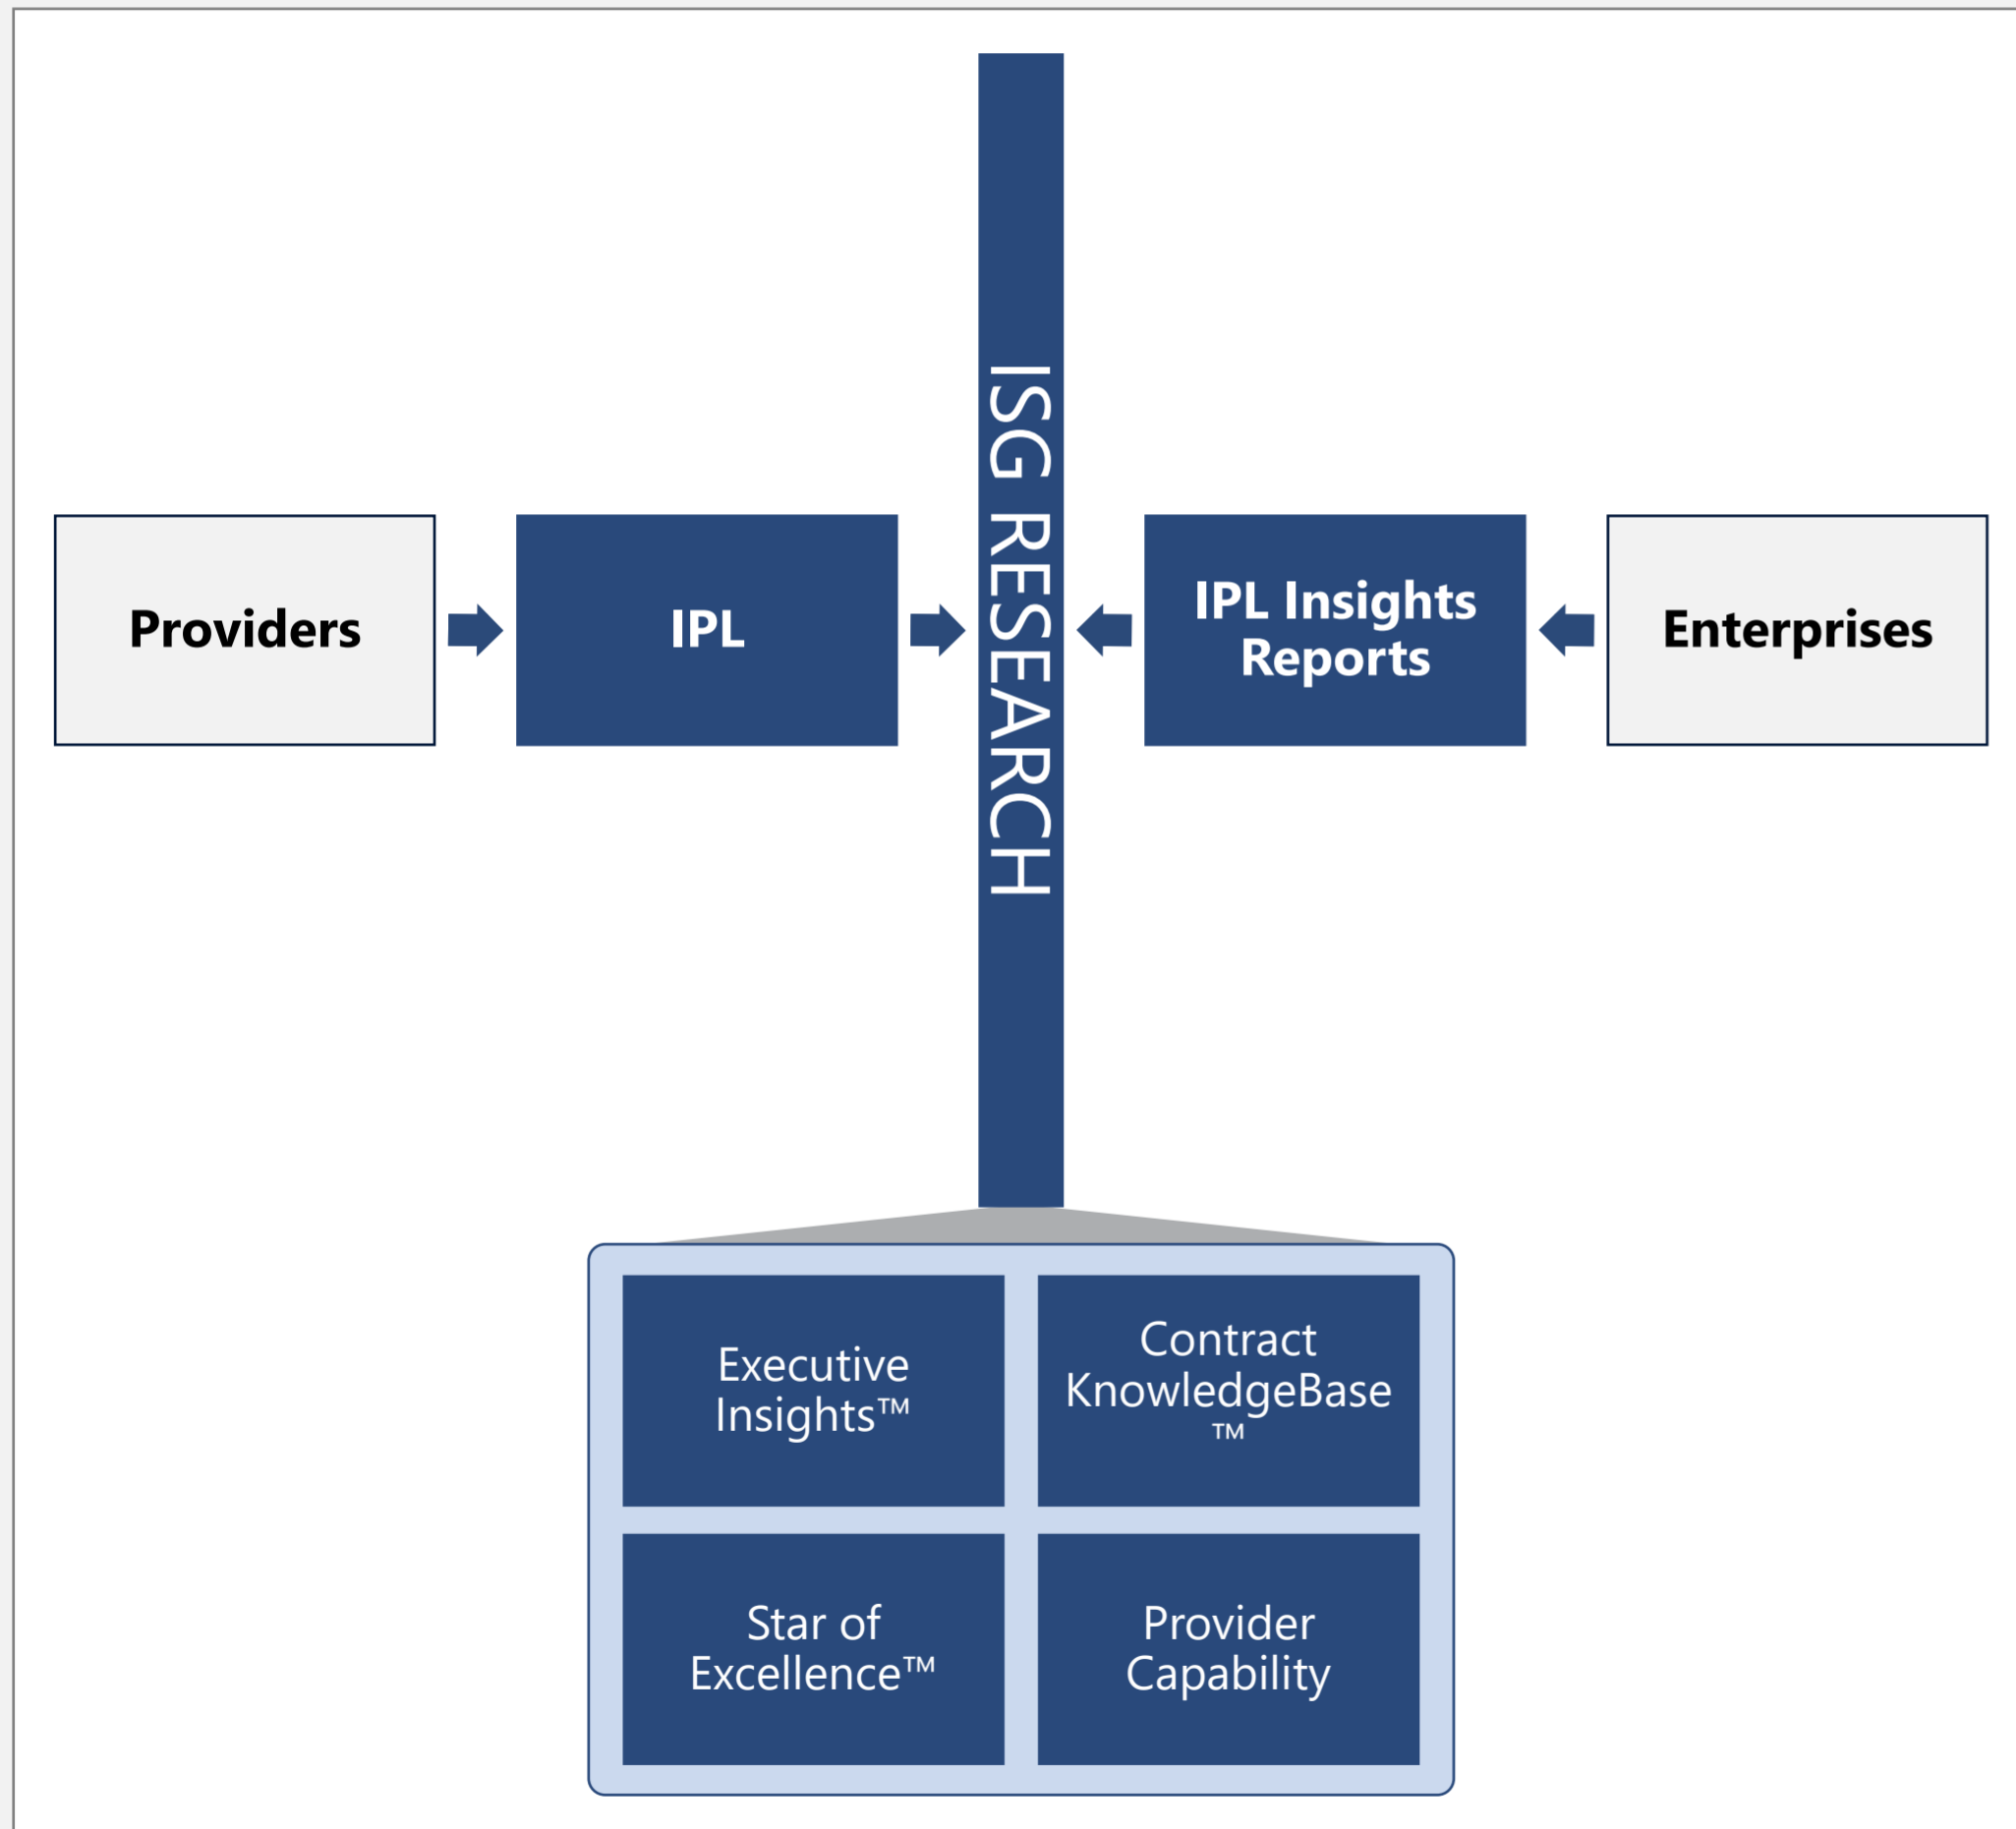 ISG RESEARCH
Providers
IPL
IPL Insights
Reports
Enterprises
Executive
Insights™
Contract
KnowledgeBase
™
Star of
Excellence™
Provider
Capability